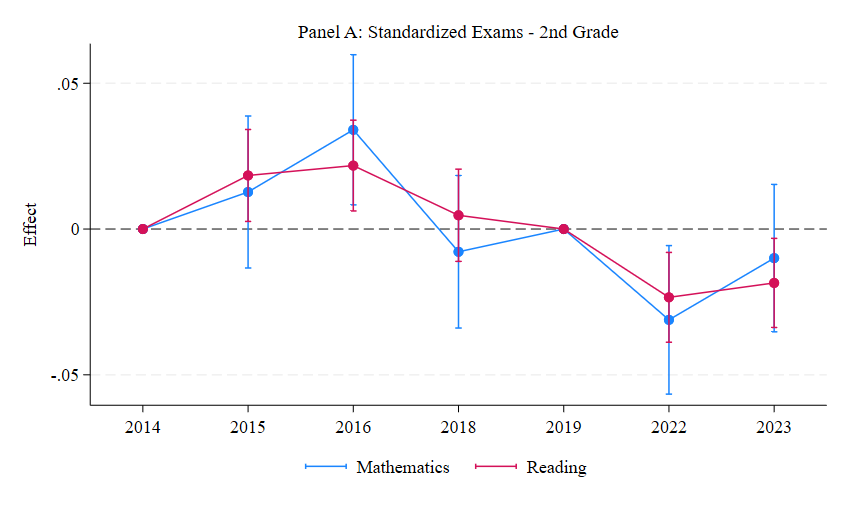 Panel A: Standardized Exams - 2nd Grade
.05
0
-.05
Effect
2014 2015 2016 2018 2019 2022 2023
Mathematics Reading